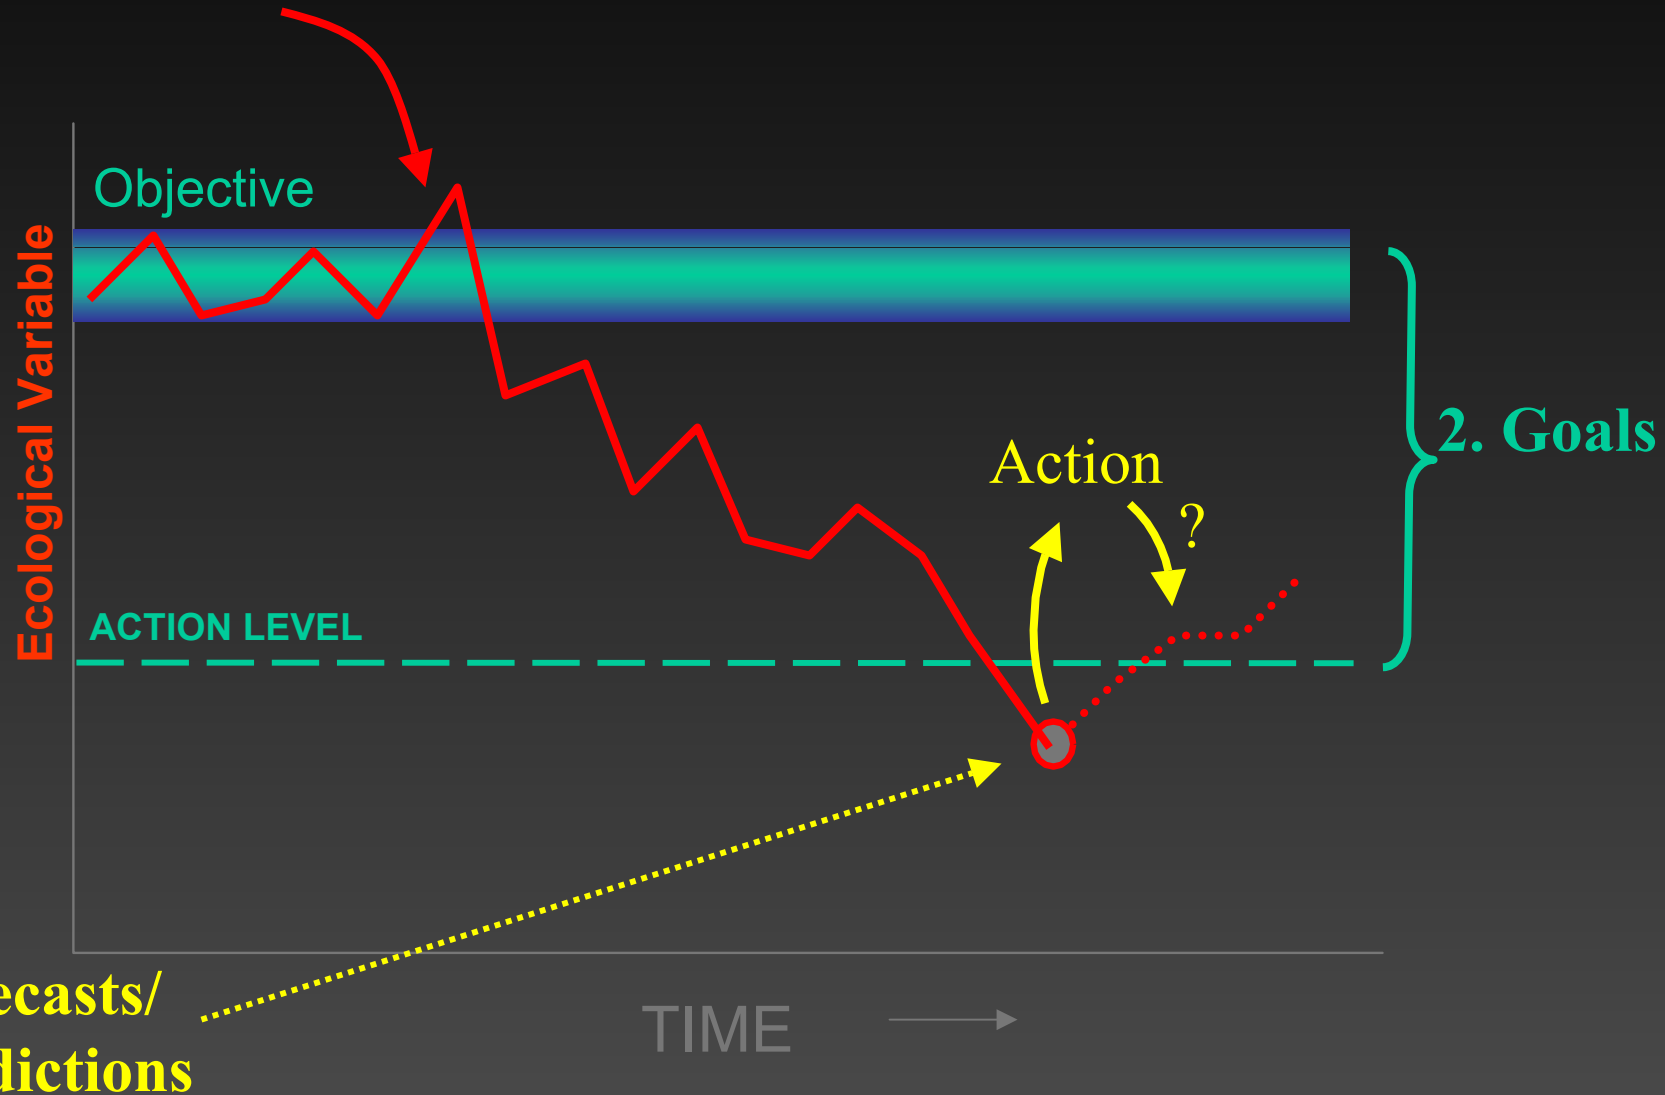 Objective
Ecological Variable
2. Goals
Action
?
ACTION LEVEL
ecasts/
dictions
TIME